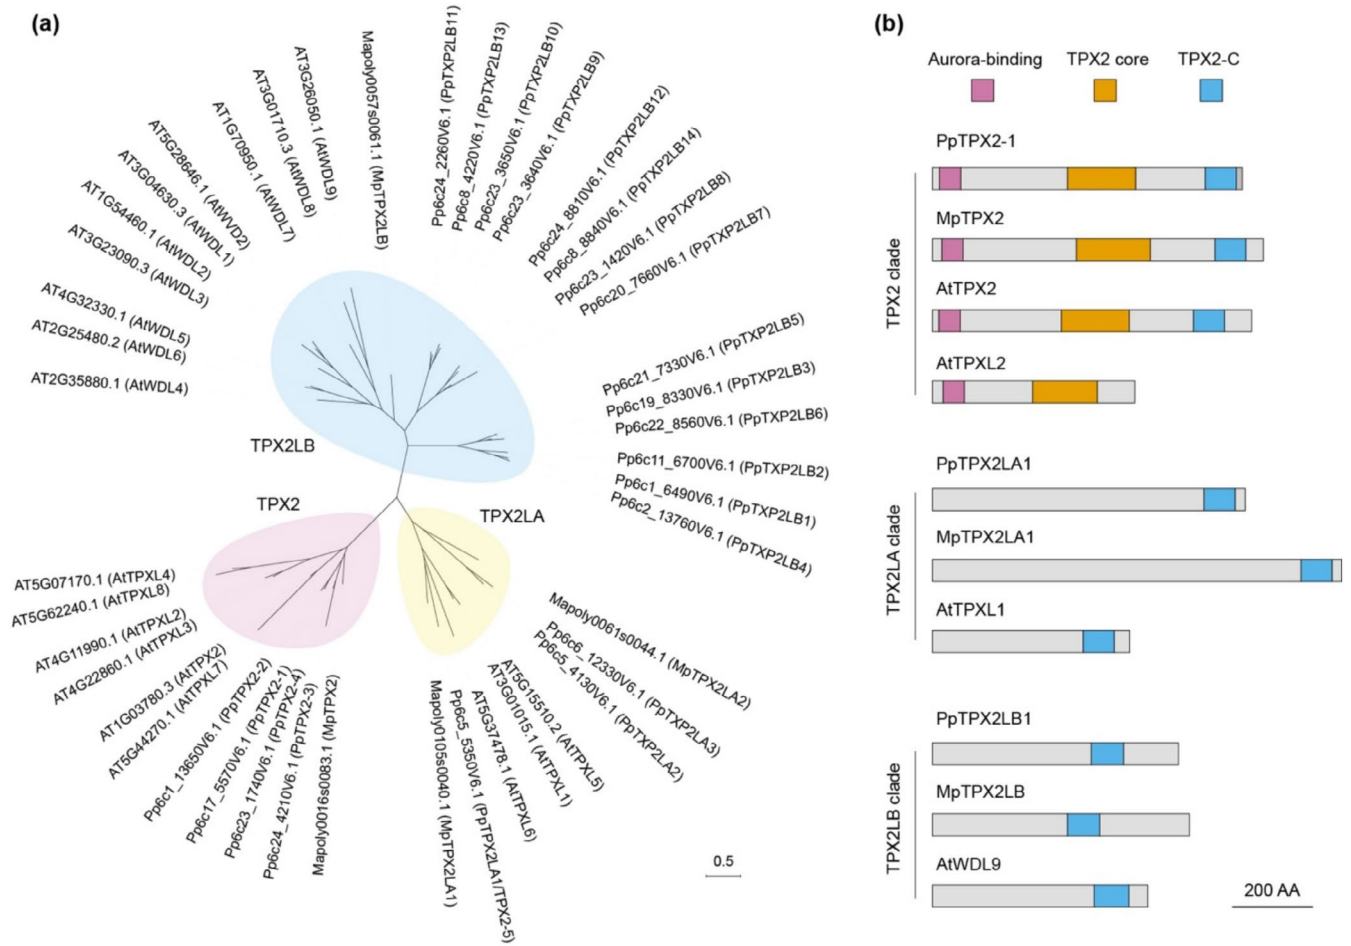 (a)
Mapoly0057s0061.1 (MpTPX2LB)
AT3G26050.1 (AtWDL9)
AT3G01710.3 (AtWDL8)
AT1G70950.1 (AtWDL7)
AT5G28646.1 (AtWVD2)
AT3G04630.3 (AtWDL1)
AT1G54460.1 (AtWDL2)
AT3G23090.3 (AtWDL3)
AT4G32330.1 (AtWDL5)
AT2G25480.2 (AtWDL6)
AT2G35880.1 (AtWDL4)
Pp6c24_2260V6.1 (PpTXP2LB11)
Pp6c8_4220V6.1 (PpTXP2LB13)
Pp6c23_3650V6.1 (PpTXP2LB10)
Pp6c23_3640V6.1 (PpTXP2LB9)
Pp6c24_8810V6.1 (PpTXP2LB12)
Pp6c8_8840V6.1 (PpTXP2LB14)
Pp6c23_1420V6.1 (PpTXP2LB8)
Pp6c20_7660V6.1 (PpTXP2LB7)
Pp6c21_7330V6.1 (PpTXP2LB5)
Pp6c19_8330V6.1 (PpTXP2LB3)
Pp6c22_8560V6.1 (PpTXP2LB6)
Pp6c11_6700V6.1 (PpTXP2LB2)
Pp6c1_6490V6.1 (PpTXP2LB1)
Pp6c2_13760V6.1 (PpTXP2LB4)
TPX2LB
TPX2
TPX2LA
AT5G07170.1 (AtTPXL4)
AT5G62240.1 (AtTPXL8)
AT4G11990.1 (AtTPXL2)
AT4G22860.1 (AtTPXL3)
AT1G03780.3 (AtTPX2)
AT5G44270.1 (AtTPXL7)
Pp6c1_13650V6.1 (PpTPX2-2)
Pp6c17_5570V6.1 (PpTPX2-1)
Pp6c23_1740V6.1 (PpTPX2-4)
Pp6c24_4210V6.1 (PpTPX2-3)
Mapoly0016s0083.1 (MpTPX2)
Mapoly0105s0040.1 (MpTPX2LA1)
Pp6c5_5350V6.1 (PpTPX2LA1/TPX2-5)
AT5G37478.1 (AtTPXL6)
AT3G01015.1 (AtTPXL1)
AT5G15510.2 (AtTPXL5)
Pp6c5_4130V6.1 (PpTXP2LA2)
Pp6c6_12330V6.1 (PpTXP2LA3)
Mapoly0061s0044.1 (MpTPX2LA2)
0.5
(b)
Aurora-binding
TPX2 core
TPX2-C
TPX2 clade
PpTPX2-1
MpTPX2
AtTPX2
AtTPXL2
TPX2LA clade
PpTPX2LA1
MpTPX2LA1
AtTPXL1
TPX2LB clade
PpTPX2LB1
MpTPX2LB
AtWDL9
200 AA